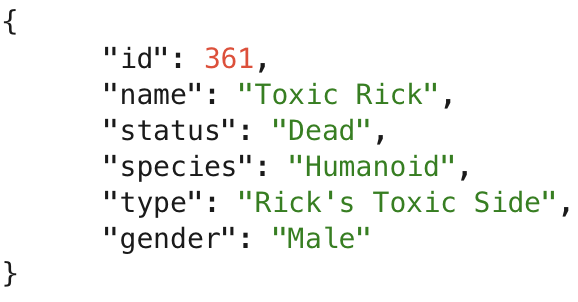 {
"id": 361,
"name": "Toxic Rick",
"status": "Dead",
"species": "Humanoid",
"type": "Rick's Toxic Side",
"gender": "Male"
}